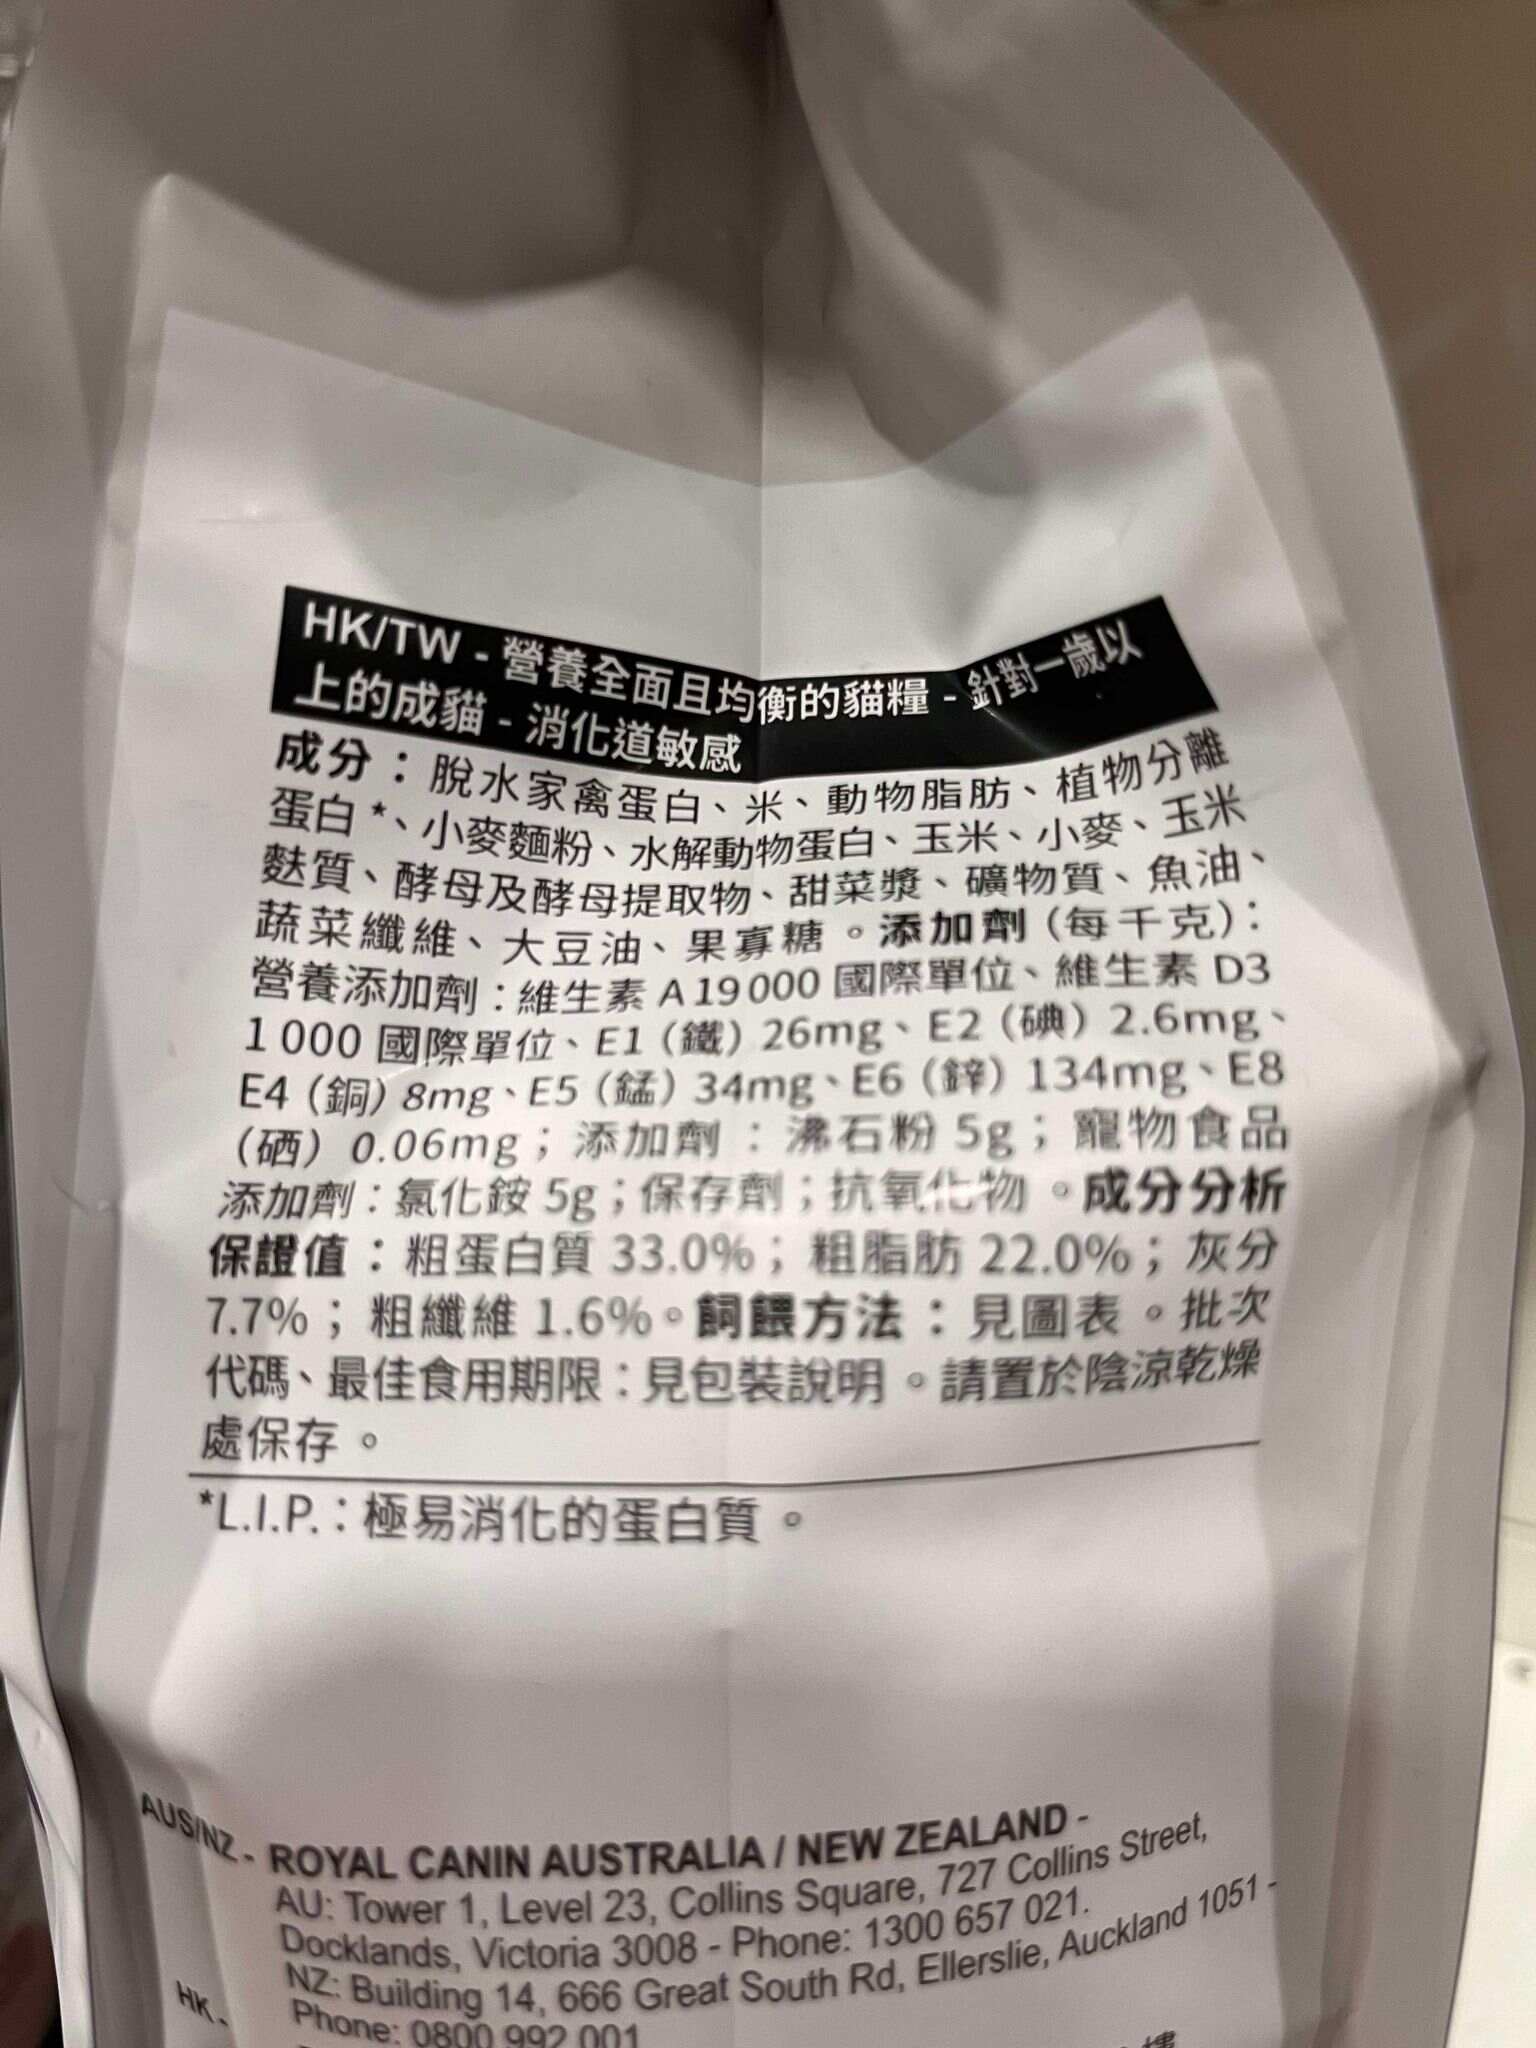 HK/TW - 營養全面且均衡的貓糧 - 針對一歲以
上的成貓 - 消化道敏感
成分：脫水家禽蛋白、米、動物脂肪、植物分離
蛋白*、小麥麵粉、水解動物蛋白、玉米、小麥、玉米
麩質、酵母及酵母提取物、甜菜漿、礦物質、魚油、
蔬菜纖維、大豆油、果寡糖。添加劑（每千克）：
營養添加劑：維生素 A 19 000 國際單位、維生素 D3
1 000 國際單位、E1（鐵）26mg、E2（碘）2.6mg、
E4（銅）8mg、E5（錳）34mg、E6（鋅）134mg、E8
（硒）0.06mg；添加劑：沸石粉 5g；寵物食品
添加劑：氯化銨 5g；保存劑；抗氧化物。成分分析
保證值：粗蛋白質 33.0%；粗脂肪 22.0%；灰分
7.7%；粗纖維 1.6%。飼餵方法：見圖表。批次
代碼、最佳食用期限：見包裝說明。請置於陰涼乾燥
處保存。
*L.I.P.：極易消化的蛋白質。
AUS/NZ - ROYAL CANIN AUSTRALIA / NEW ZEALAND -
AU: Tower 1, Level 23, Collins Square, 727 Collins Street,
Docklands, Victoria 3008 - Phone: 1300 657 021.
NZ: Building 14, 666 Great South Rd, Ellerslie, Auckland 1051 -
Phone: 0800 992 001
HK -
樓